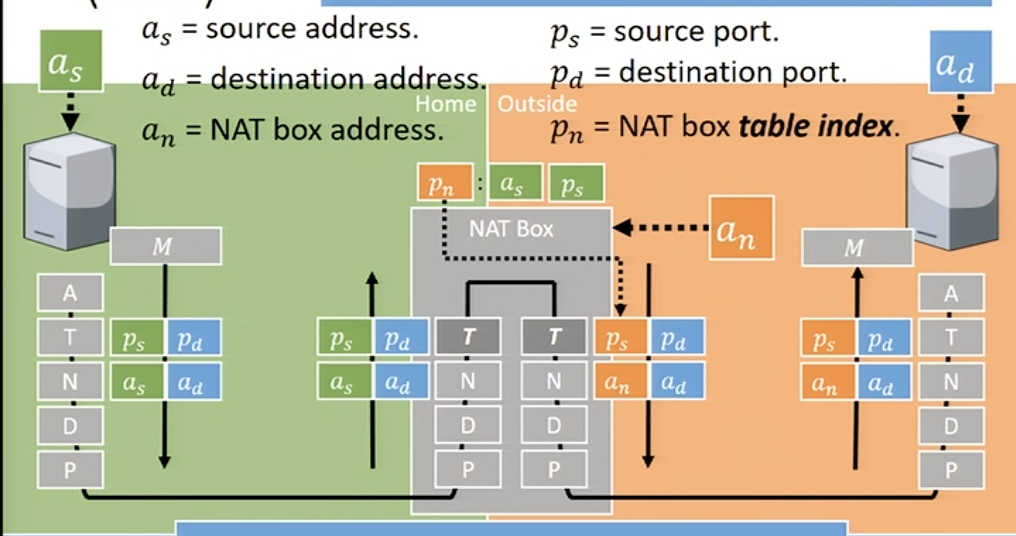 a_s = source address.
p_s = source port.
a_s
a_d = destination address.
p_d = destination port.
a_d
Home
Outside
a_n = NAT box address.
p_n = NAT box table index.
p_n : a_s p_s
NAT Box
a_n
M
M
A
A
T p_s p_d
p_s p_d T
T p_s p_d
p_s p_d T
N a_s a_d
a_s a_d N
N a_n a_d
a_n a_d N
D
D
D
D
P
P
P
P